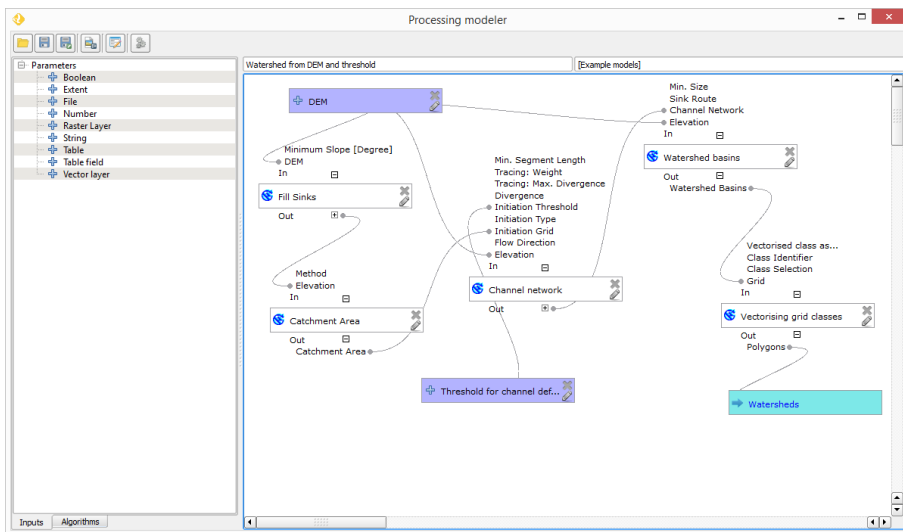 Processing modeler
Parameters
Boolean
Extent
File
Number
Raster Layer
String
Table
Table field
Vector layer
Inputs
Algorithms
Watershed from DEM and threshold
[Example models]
DEM
Minimum Slope [Degree]
DEM
In
Fill Sinks
Out
Method
Elevation
In
Catchment Area
Out
Catchment Area
Min. Segment Length
Tracing: Weight
Tracing: Max. Divergence
Divergence
Initiation Threshold
Initiation Type
Initiation Grid
Flow Direction
Elevation
In
Channel network
Out
Threshold for channel def...
Min. Size
Sink Route
Channel Network
Elevation
In
Watershed basins
Out
Watershed Basins
Vectorised class as...
Class Identifier
Class Selection
Grid
In
Vectorising grid classes
Out
Polygons
Watersheds